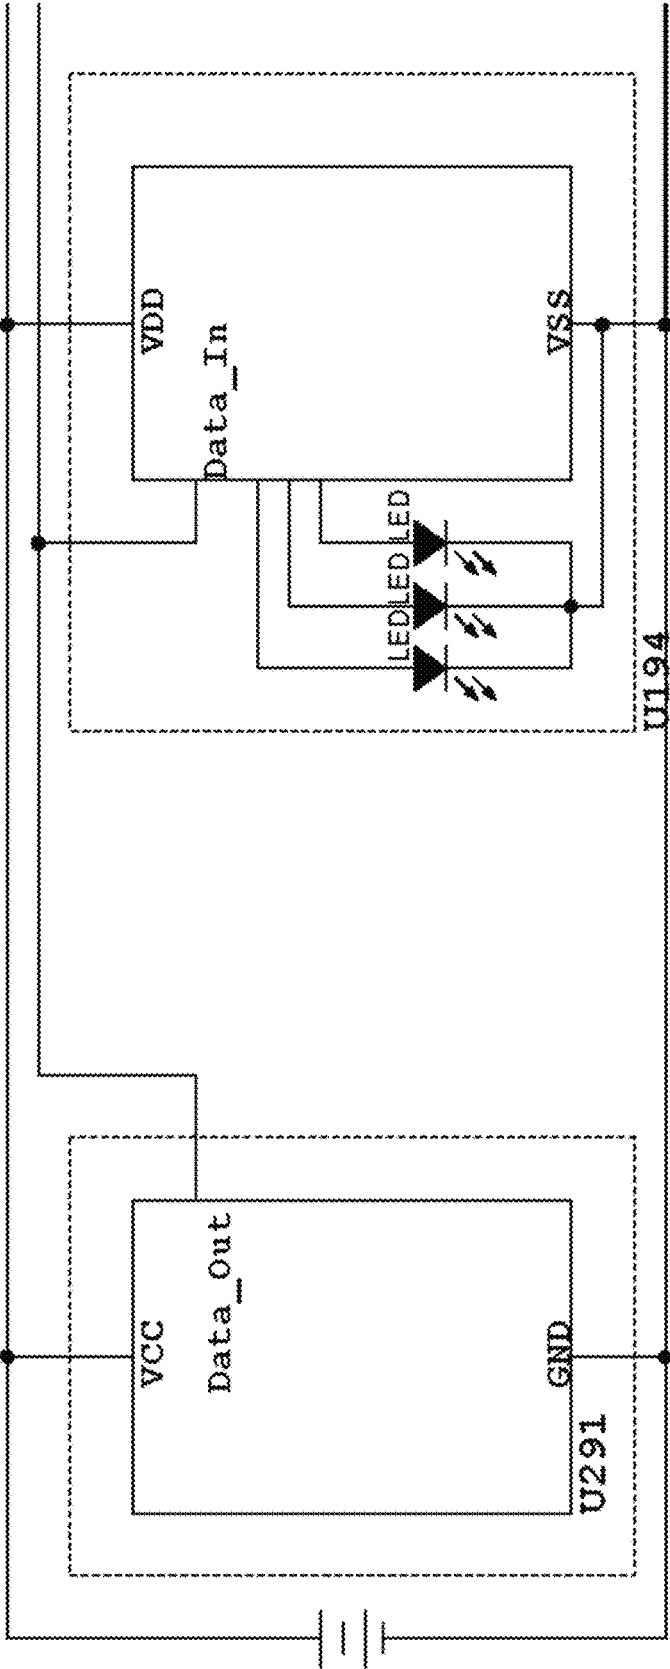 VCC
Data_Out
GND
U291
VDD
Data_In
VSS
LED
LED
LED
U194